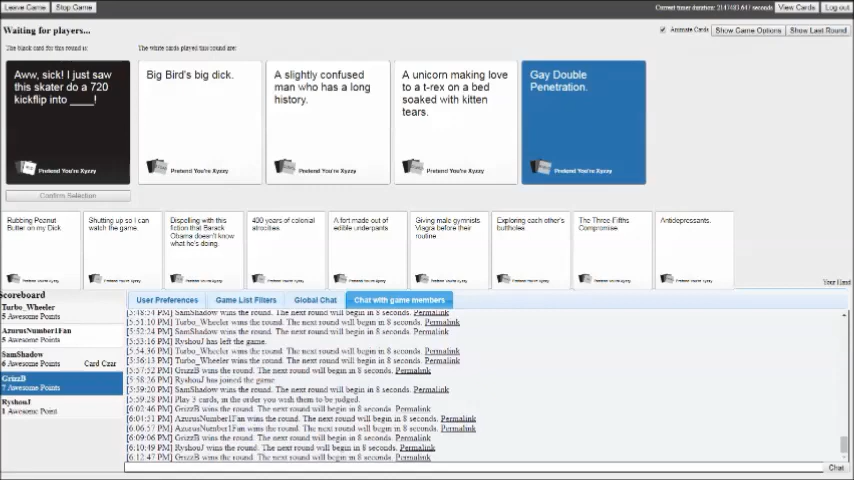 Leave Game Stop Game Current timer duration: 2147483.647 seconds View Cards Log out
Waiting for players... Animate Cards Show Game Options Show Last Round
The black card for this round is: The white cards played this round are:
Aww, sick! I just saw
this skater do a 720
kickflip into ____!
Pretend You're Xyzzy
Big Bird's big dick.
Pretend You're Xyzzy
A slightly confused
man who has a long
history.
Pretend You're Xyzzy
A unicorn making love
to a t-rex on a bed
soaked with kitten
tears.
Pretend You're Xyzzy
Gay Double
Penetration.
Pretend You're Xyzzy
Confirm Selection
Rubbing Peanut
Butter on my Dick
Shutting up so I can
watch the game.
Dispelling with this
fiction that Barack
Obama doesn't know
what he's doing.
400 years of colonial
atrocities.
A fort made out of
edible underpants.
Giving male gymnists
Viagra before their
routine
Exploring each other's
buttholes.
The Three-Fifths
Compromise
Antidepressants.
Your Hand
Scoreboard
Turbo_Wheeler
5 Awesome Points
AzurusNumber1Fan
5 Awesome Points
SamShadow
6 Awesome Points Card Czar
GrizzB
7 Awesome Points
RyshouJ
1 Awesome Point
User Preferences Game List Filters Global Chat Chat with game members
[5:48:54 PM] SamShadow wins the round. The next round will begin in 8 seconds. Permalink
[5:51:10 PM] Turbo_Wheeler wins the round. The next round will begin in 8 seconds. Permalink
[5:52:24 PM] SamShadow wins the round. The next round will begin in 8 seconds. Permalink
[5:53:16 PM] RyshouJ has left the game.
[5:54:36 PM] Turbo_Wheeler wins the round. The next round will begin in 8 seconds. Permalink
[5:56:13 PM] Turbo_Wheeler wins the round. The next round will begin in 8 seconds. Permalink
[5:57:52 PM] GrizzB wins the round. The next round will begin in 8 seconds. Permalink
[5:58:26 PM] RyshouJ has joined the game.
[5:59:20 PM] SamShadow wins the round. The next round will begin in 8 seconds. Permalink
[5:59:28 PM] Play 3 cards, in the order you wish them to be judged.
[6:02:46 PM] GrizzB wins the round. The next round will begin in 8 seconds. Permalink
[6:04:51 PM] AzurusNumber1Fan wins the round. The next round will begin in 8 seconds. Permalink
[6:06:57 PM] AzurusNumber1Fan wins the round. The next round will begin in 8 seconds. Permalink
[6:09:06 PM] GrizzB wins the round. The next round will begin in 8 seconds. Permalink
[6:10:49 PM] RyshouJ wins the round. The next round will begin in 8 seconds. Permalink
[6:12:47 PM] GrizzB wins the round. The next round will begin in 8 seconds. Permalink
Chat